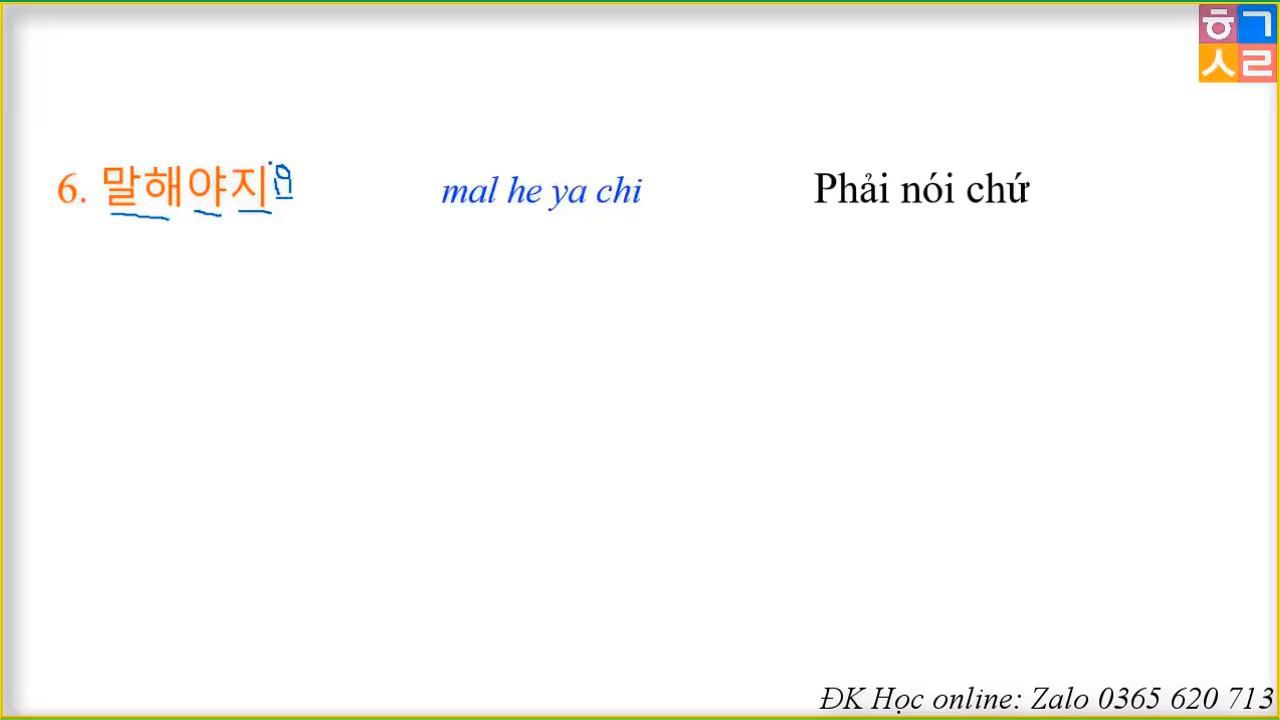 ㅎㄱ
ㅅㄹ
6. 말해야지요 mal he ya chi Phải nói chứ
ĐK Học online: Zalo 0365 620 713